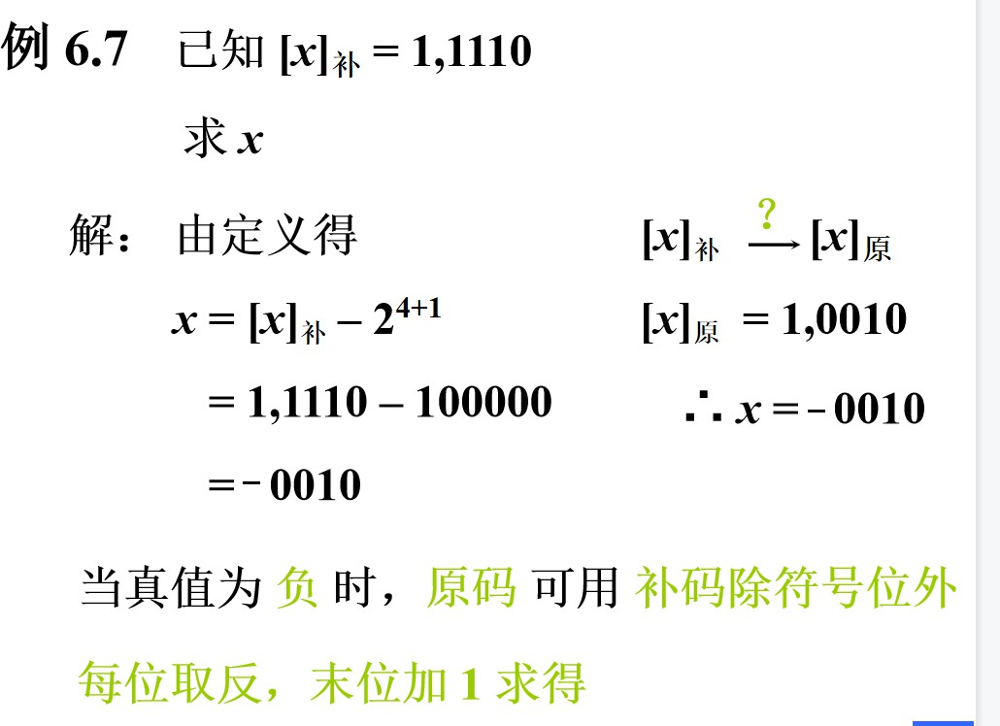 例 6.7 已知 [x]补 = 1,1110
求 x
解： 由定义得
x = [x]补 – 2^4+1
= 1,1110 – 100000
= – 0010
[x]补 ?→ [x]原
[x]原 = 1,0010
∴ x = – 0010
当真值为 负 时，原码 可用 补码除符号位外
每位取反，末位加 1 求得